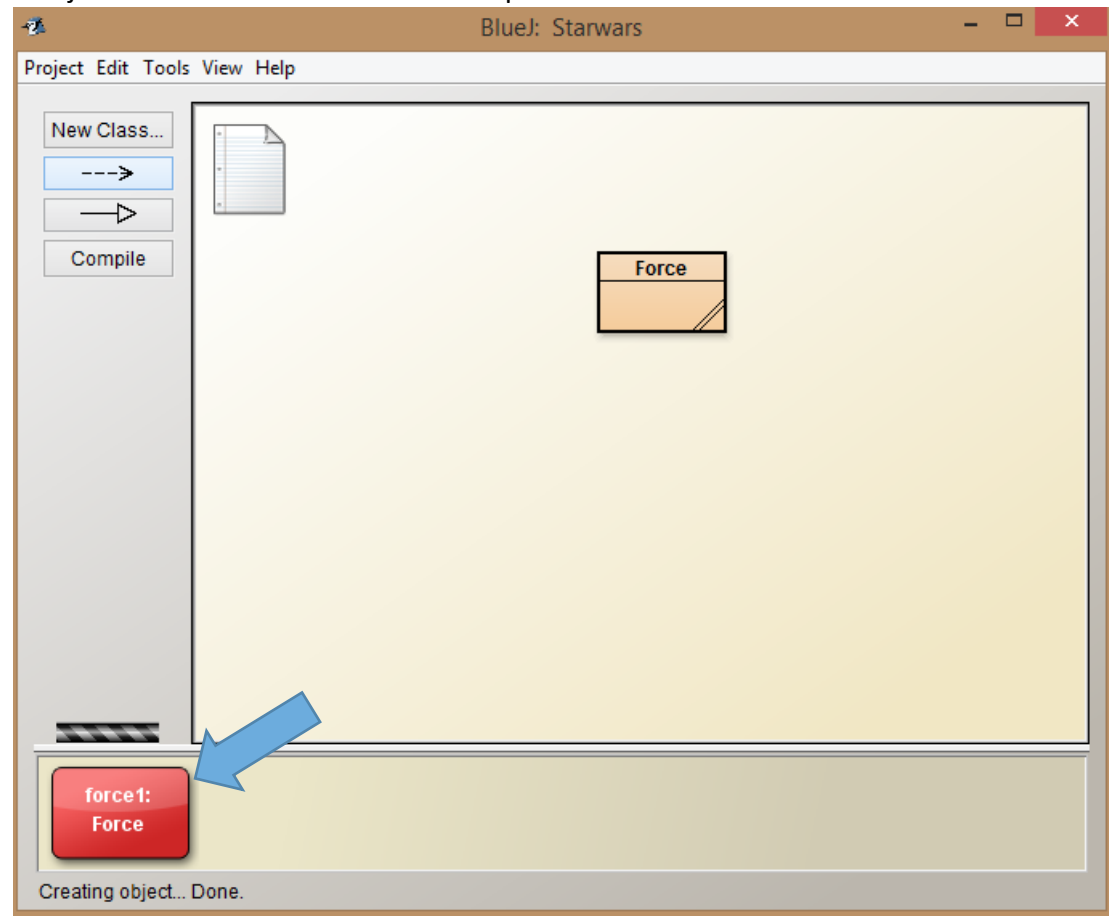 BlueJ: Starwars
Project Edit Tools View Help
New Class...
Compile
Force
force1:
Force
Creating object... Done.